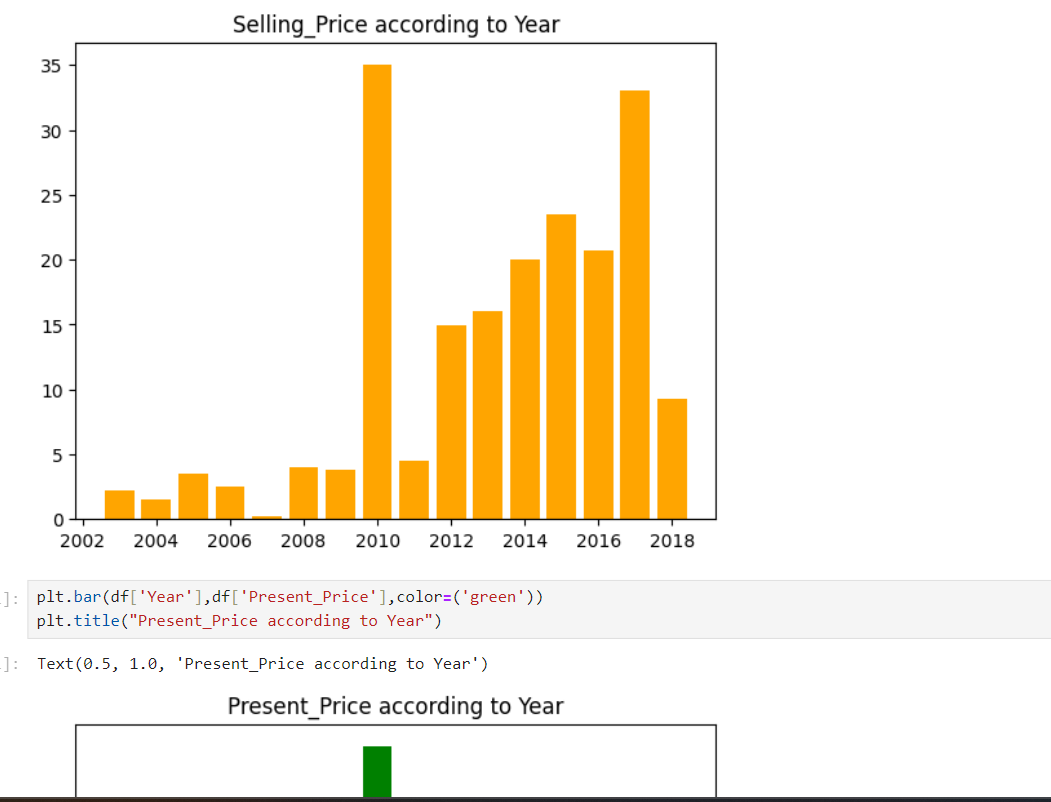 Selling_Price according to Year
35
30
25
20
15
10
5
0
2002 2004 2006 2008 2010 2012 2014 2016 2018
]: plt.bar(df['Year'],df['Present_Price'],color=('green'))
plt.title("Present_Price according to Year")
]: Text(0.5, 1.0, 'Present_Price according to Year')
Present_Price according to Year